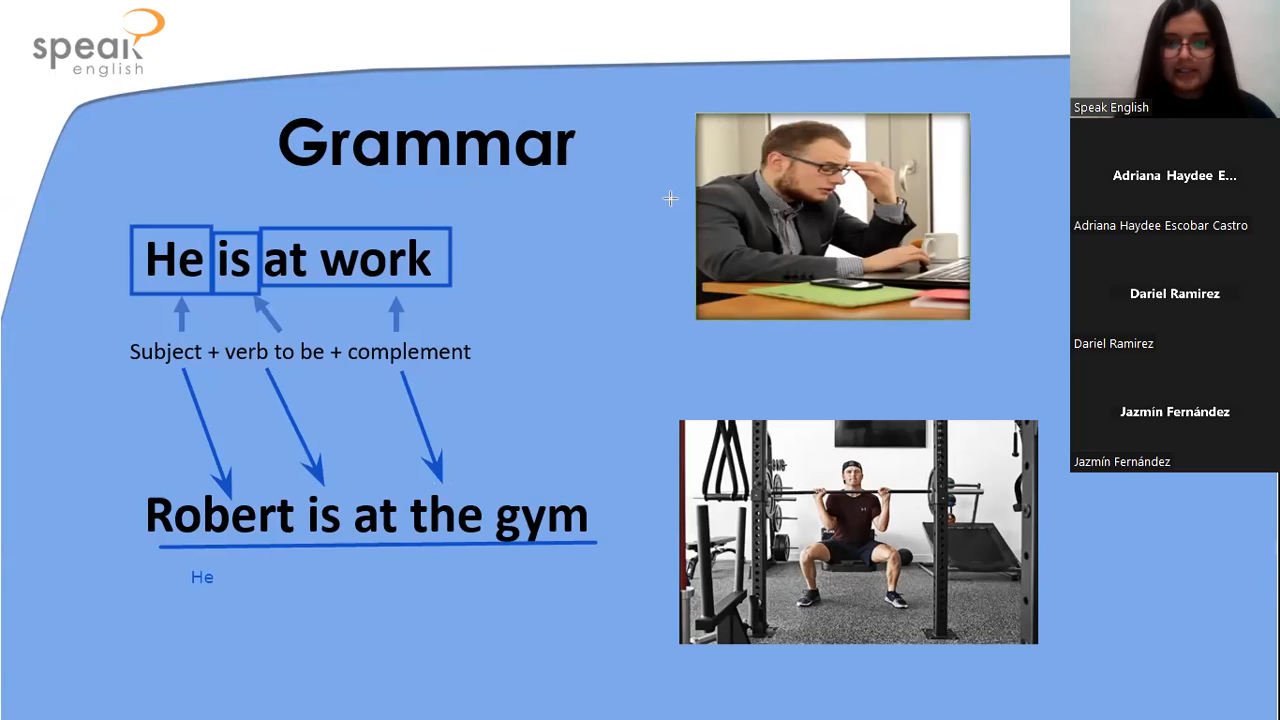 speak
english
Grammar
He is at work
Subject + verb to be + complement
Robert is at the gym
He
Speak English
Adriana Haydee E...
Adriana Haydee Escobar Castro
Dariel Ramirez
Dariel Ramirez
Jazmín Fernández
Jazmín Fernández